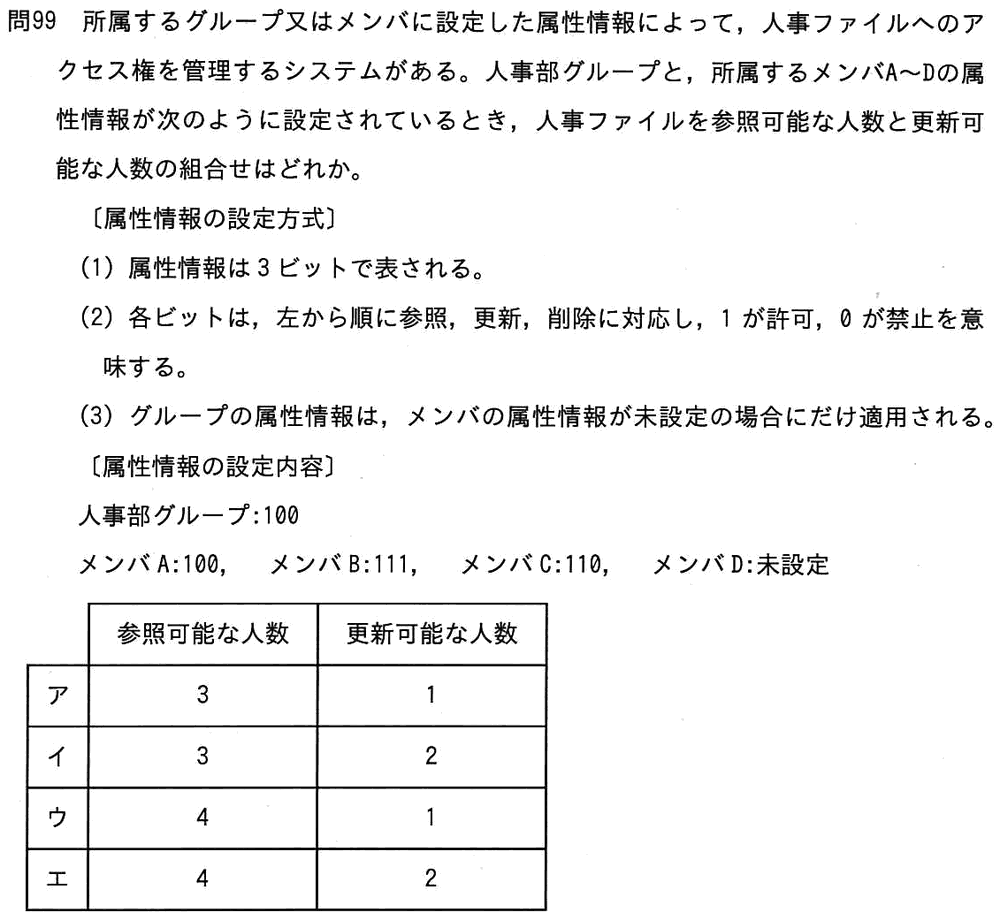 問99 所属するグループ又はメンバに設定した属性情報によって，人事ファイルへのア
クセス権を管理するシステムがある。人事部グループと，所属するメンバA～Dの属
性情報が次のように設定されているとき，人事ファイルを参照可能な人数と更新可
能な人数の組合せはどれか。
〔属性情報の設定方式〕
(1) 属性情報は3ビットで表される。
(2) 各ビットは，左から順に参照，更新，削除に対応し，1が許可，0が禁止を意
味する。
(3) グループの属性情報は，メンバの属性情報が未設定の場合にだけ適用される。
〔属性情報の設定内容〕
人事部グループ:100
メンバA:100， メンバB:111， メンバC:110， メンバD:未設定
参照可能な人数 更新可能な人数
ア 3 1
イ 3 2
ウ 4 1
エ 4 2